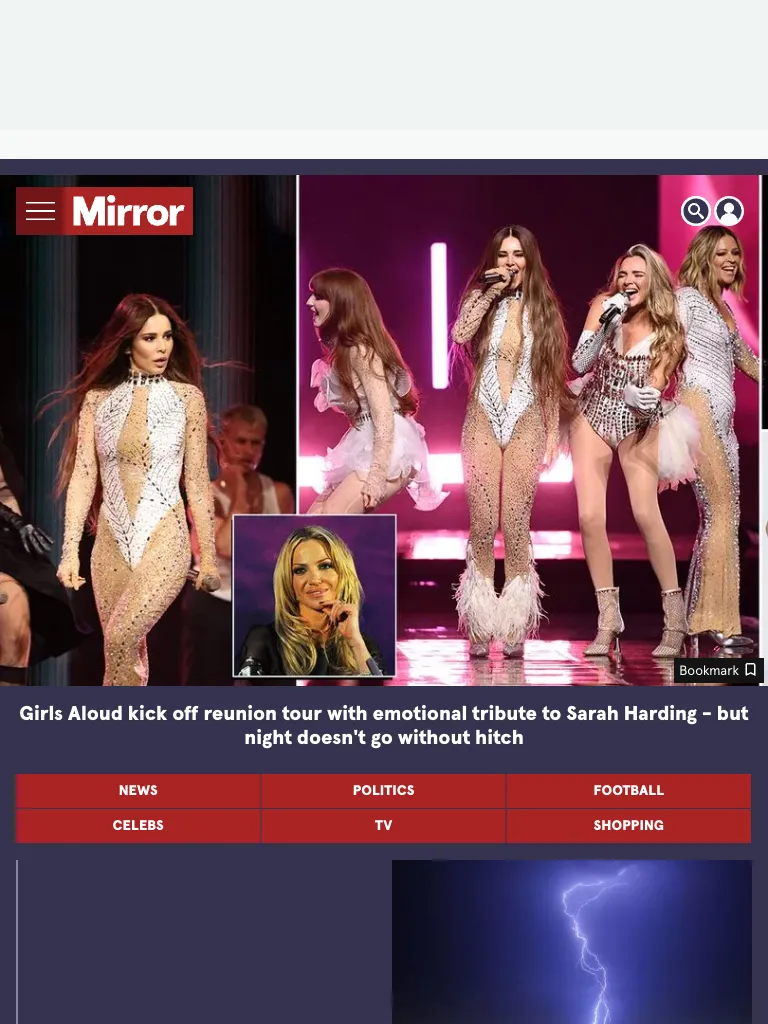 Mirror
Bookmark
Girls Aloud kick off reunion tour with emotional tribute to Sarah Harding - but
night doesn't go without hitch
NEWS
POLITICS
FOOTBALL
CELEBS
TV
SHOPPING